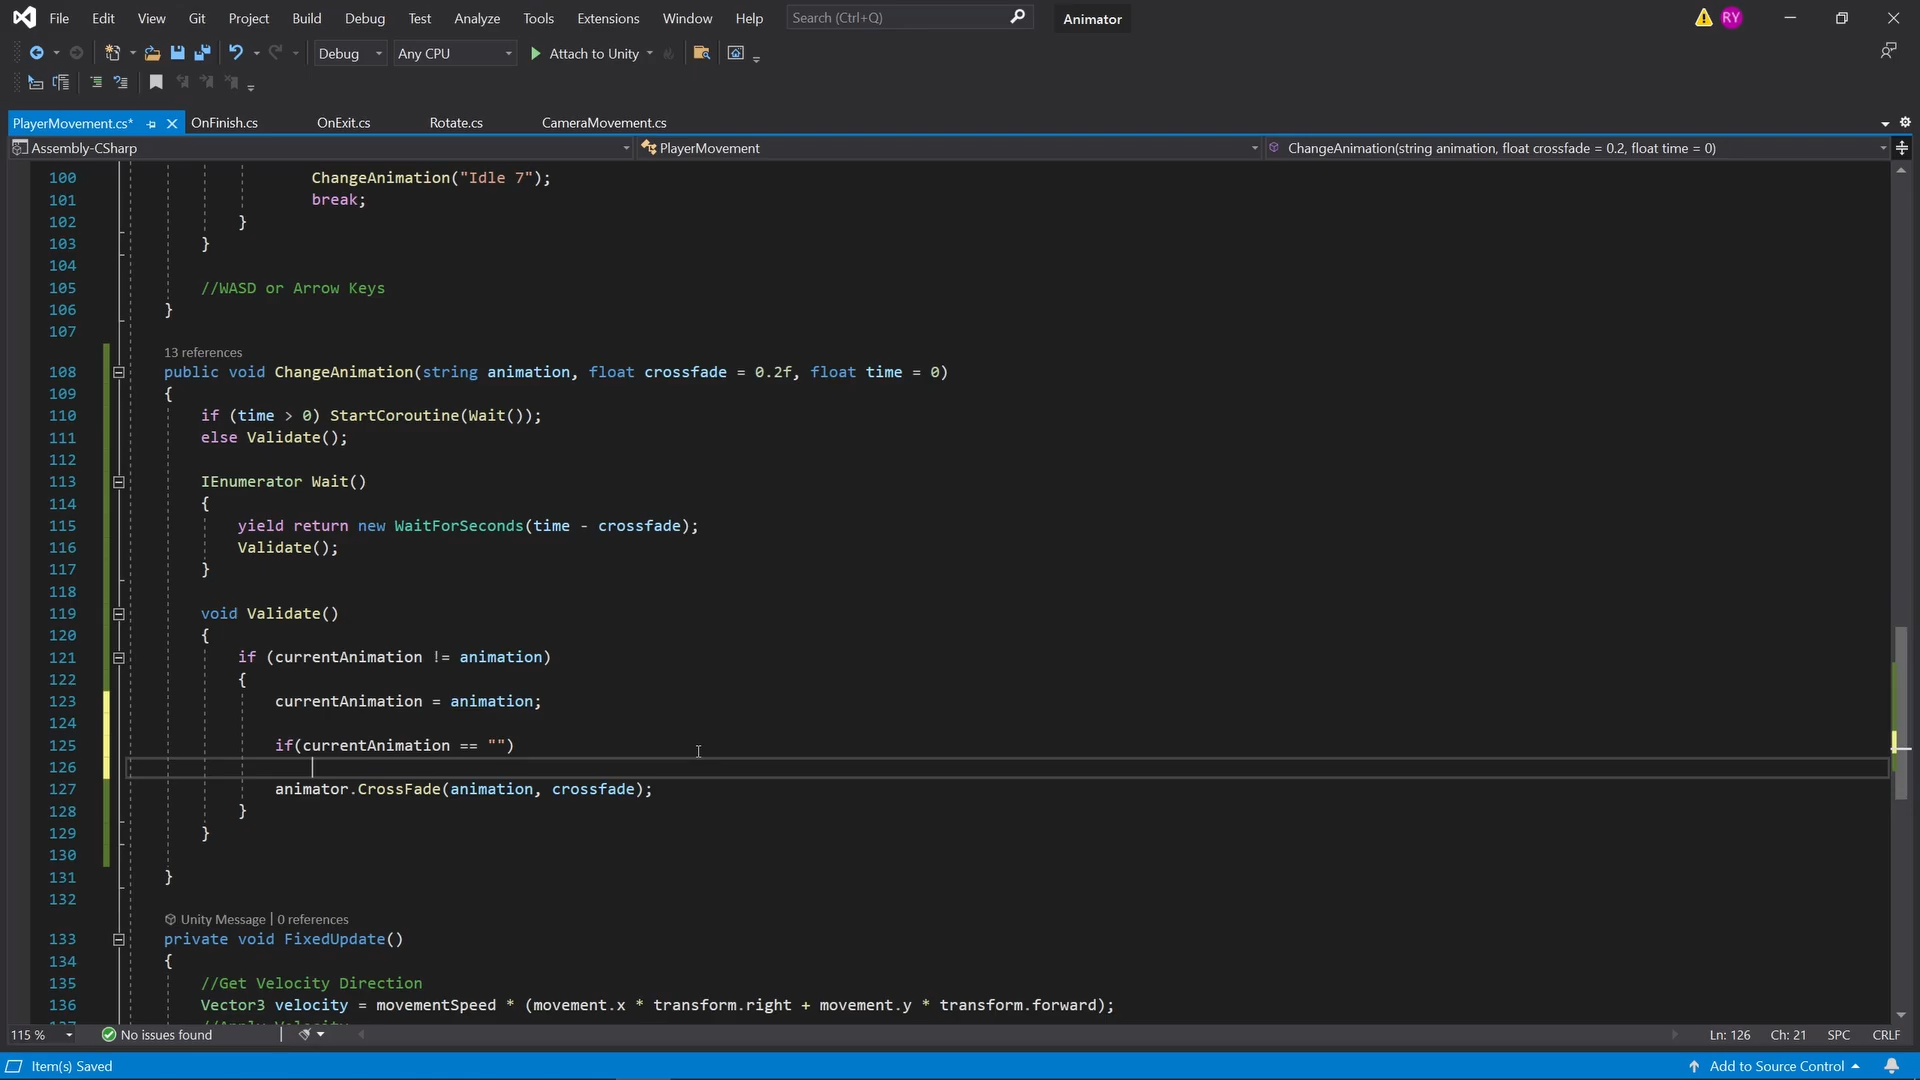 File Edit View Git Project Build Debug Test Analyze Tools Extensions Window Help Search (Ctrl+Q) Animator RY
Debug Any CPU Attach to Unity
PlayerMovement.cs* OnFinish.cs OnExit.cs Rotate.cs CameraMovement.cs
Assembly-CSharp PlayerMovement ChangeAnimation(string animation, float crossfade = 0.2, float time = 0)
100 ChangeAnimation("Idle 7");
101 break;
102 }
103 }
104
105 //WASD or Arrow Keys
106 }
107
13 references
108 public void ChangeAnimation(string animation, float crossfade = 0.2f, float time = 0)
109 {
110 if (time > 0) StartCoroutine(Wait());
111 else Validate();
112
113 IEnumerator Wait()
114 {
115 yield return new WaitForSeconds(time - crossfade);
116 Validate();
117 }
118
119 void Validate()
120 {
121 if (currentAnimation != animation)
122 {
123 currentAnimation = animation;
124
125 if(currentAnimation == "")
126
127 animator.CrossFade(animation, crossfade);
128 }
129 }
130
131 }
132
Unity Message | 0 references
133 private void FixedUpdate()
134 {
135 //Get Velocity Direction
136 Vector3 velocity = movementSpeed * (movement.x * transform.right + movement.y * transform.forward);
115 % No issues found Ln: 126 Ch: 21 SPC CRLF
Item(s) Saved Add to Source Control